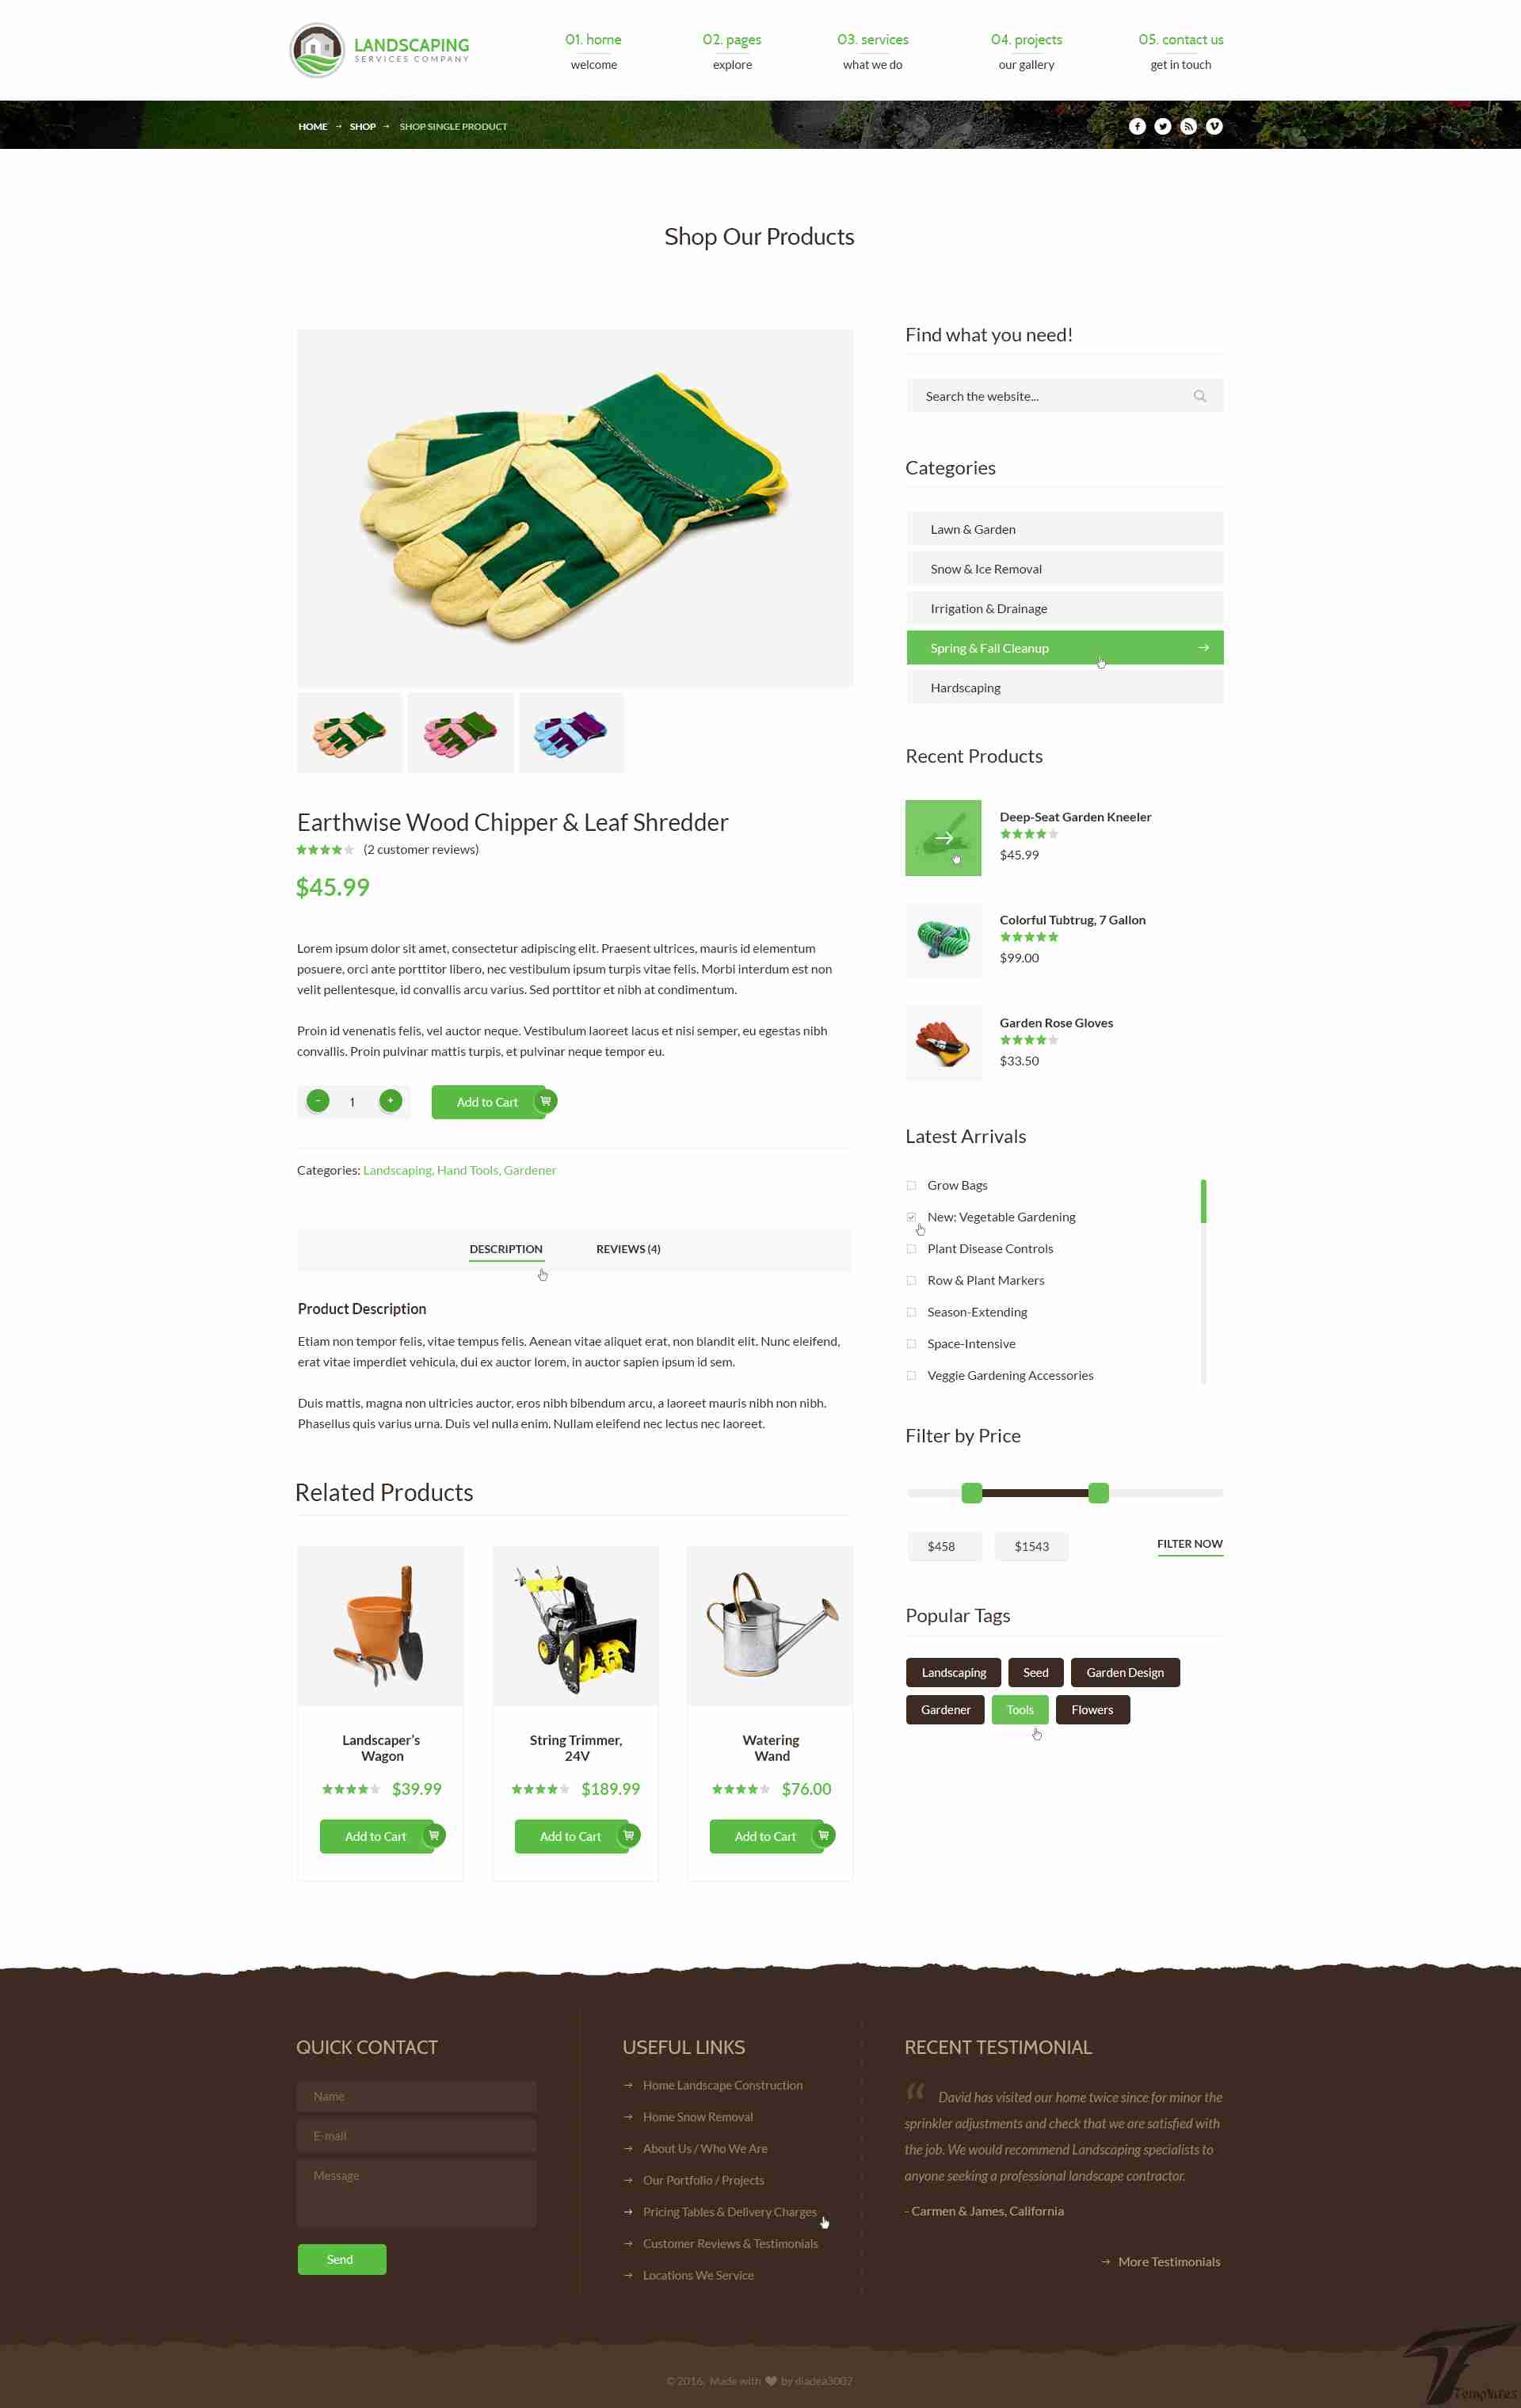 LANDSCAPING
SERVICES COMPANY
01. home
welcome
02. pages
explore
03. services
what we do
04. projects
our gallery
05. contact us
get in touch
HOME
SHOP
SHOP SINGLE PRODUCT
Shop Our Products
Earthwise Wood Chipper & Leaf Shredder
(2 customer reviews)
$45.99
Lorem ipsum dolor sit amet, consectetur adipiscing elit. Praesent ultrices, mauris id elementum
posuere, orci ante porttitor libero, nec vestibulum ipsum turpis vitae felis. Morbi interdum est non
velit pellentesque, id convallis arcu varius. Sed porttitor et nibh at condimentum.
Proin id venenatis felis, vel auctor neque. Vestibulum laoreet lacus et nisi semper, eu egestas nibh
convallis. Proin pulvinar mattis turpis, et pulvinar neque tempor eu.
- 1 +
Add to Cart
Categories: Landscaping, Hand Tools, Gardener
DESCRIPTION
REVIEWS (4)
Product Description
Etiam non tempor felis, vitae tempus felis. Aenean vitae aliquet erat, non blandit elit. Nunc eleifend,
erat vitae imperdiet vehicula, dui ex auctor lorem, in auctor sapien ipsum id sem.
Duis mattis, magna non ultricies auctor, eros nibh bibendum arcu, a laoreet mauris nibh non nibh.
Phasellus quis varius urna. Duis vel nulla enim. Nullam eleifend nec lectus nec laoreet.
Related Products
Landscaper's
Wagon
$39.99
Add to Cart
String Trimmer,
24V
$189.99
Add to Cart
Watering
Wand
$76.00
Add to Cart
Find what you need!
Search the website...
Categories
Lawn & Garden
Snow & Ice Removal
Irrigation & Drainage
Spring & Fall Cleanup
Hardscaping
Recent Products
Deep-Seat Garden Kneeler
$45.99
Colorful Tubtrug, 7 Gallon
$99.00
Garden Rose Gloves
$33.50
Latest Arrivals
Grow Bags
New: Vegetable Gardening
Plant Disease Controls
Row & Plant Markers
Season-Extending
Space-Intensive
Veggie Gardening Accessories
Filter by Price
$458
$1543
FILTER NOW
Popular Tags
Landscaping
Seed
Garden Design
Gardener
Tools
Flowers
QUICK CONTACT
Name
E-mail
Message
Send
USEFUL LINKS
Home Landscape Construction
Home Snow Removal
About Us / Who We Are
Our Portfolio / Projects
Pricing Tables & Delivery Charges
Customer Reviews & Testimonials
Locations We Service
RECENT TESTIMONIAL
“ David has visited our home twice since for minor the
sprinkler adjustments and check that we are satisfied with
the job. We would recommend Landscaping specialists to
anyone seeking a professional landscape contractor.
- Carmen & James, California
More Testimonials
© 2016. Made with ❤ by diadea3007